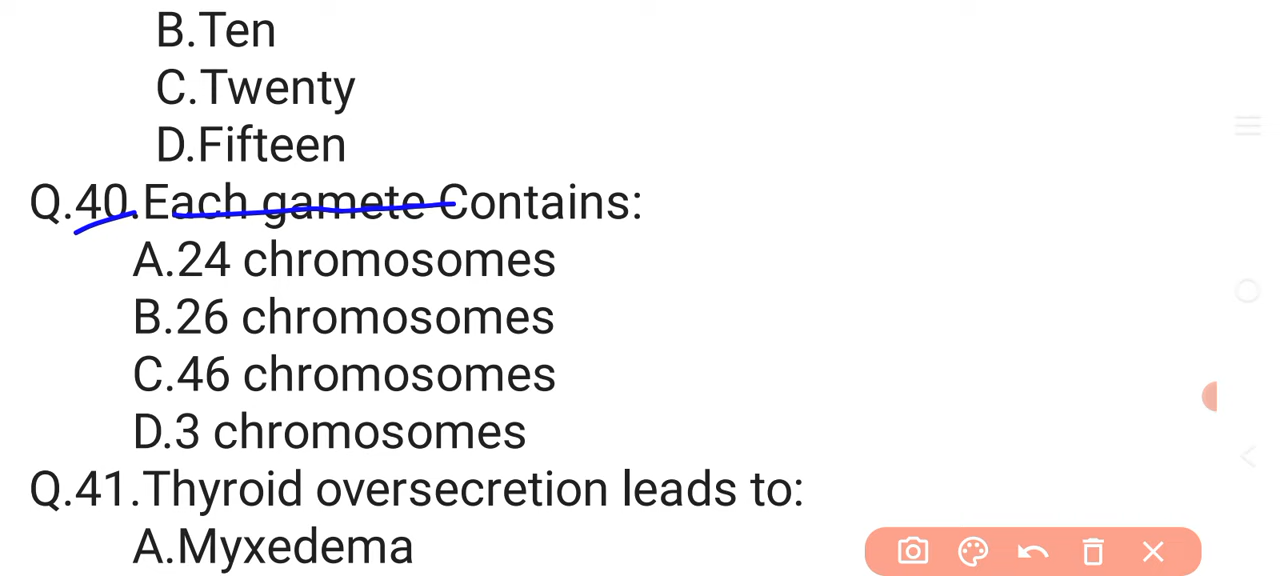 B.Ten
C.Twenty
D.Fifteen
Q.40.Each gamete Contains:
A.24 chromosomes
B.26 chromosomes
C.46 chromosomes
D.3 chromosomes
Q.41.Thyroid oversecretion leads to:
A.Myxedema